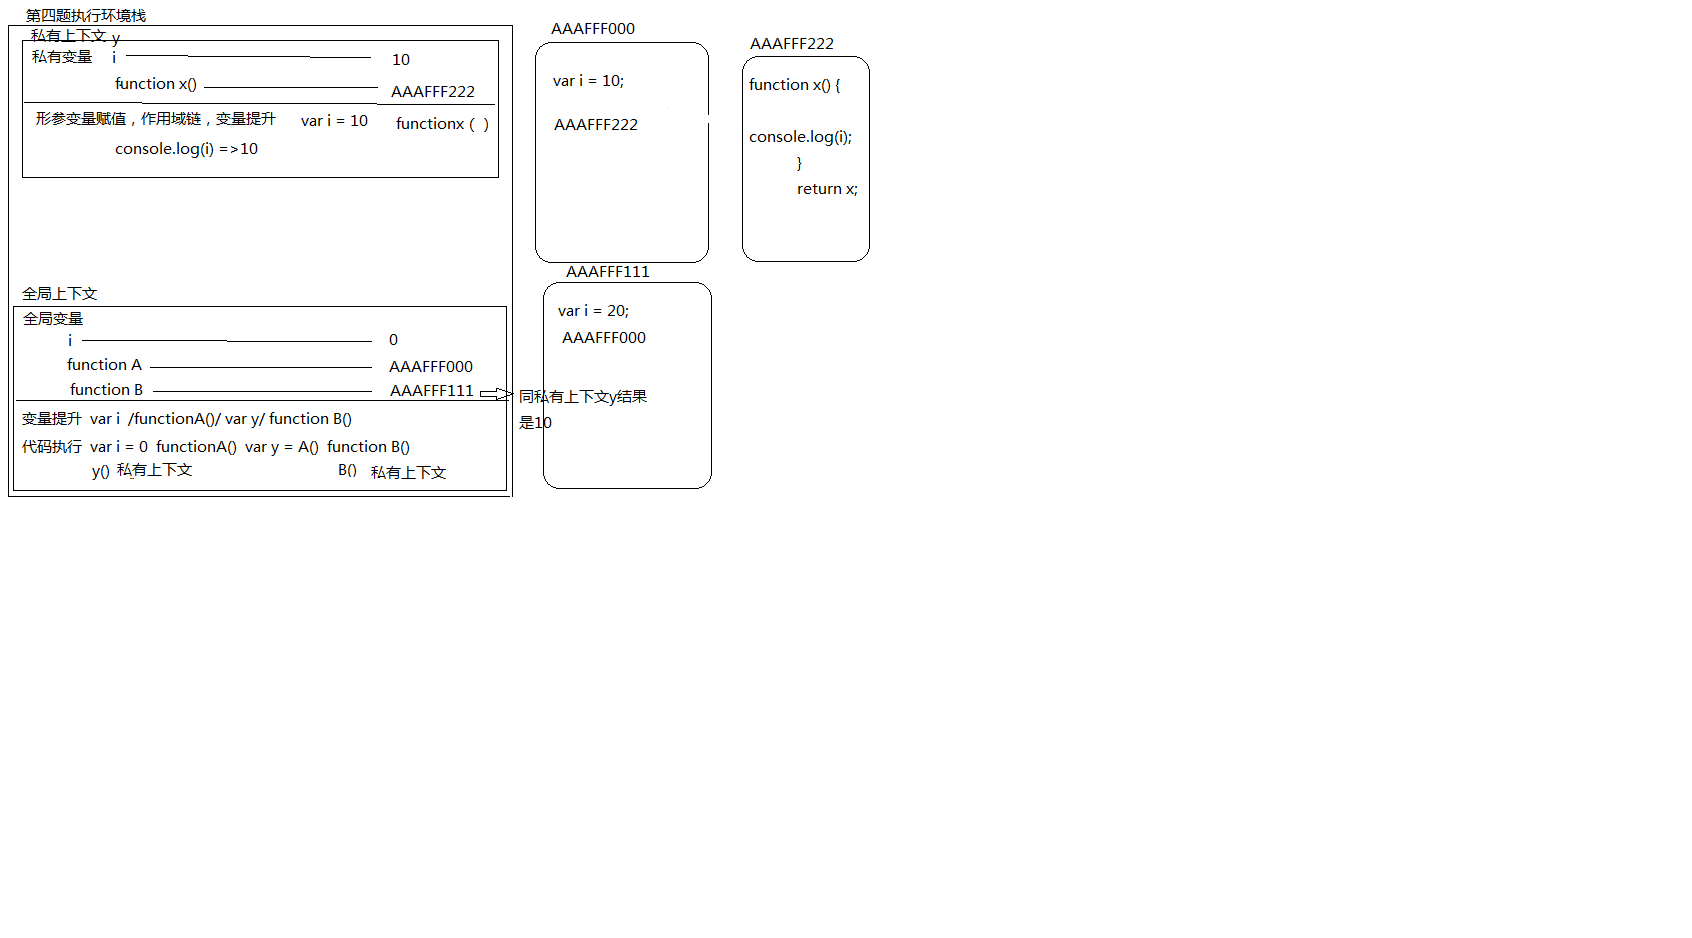 第四题执行环境栈
私有上下文 y
私有变量 i 10
function x() AAAFFF222
形参变量赋值，作用域链，变量提升 var i = 10 functionx（ ）
console.log(i) =>10
全局上下文
全局变量
i 0
function A AAAFFF000
function B AAAFFF111
变量提升 var i /functionA()/ var y/ function B()
代码执行 var i = 0 functionA() var y = A() function B()
y() 私有上下文 B() 私有上下文
AAAFFF000
var i = 10;
AAAFFF222
AAAFFF222
function x() {
console.log(i);
}
return x;
AAAFFF111
var i = 20;
AAAFFF000
同私有上下文y结果
是10